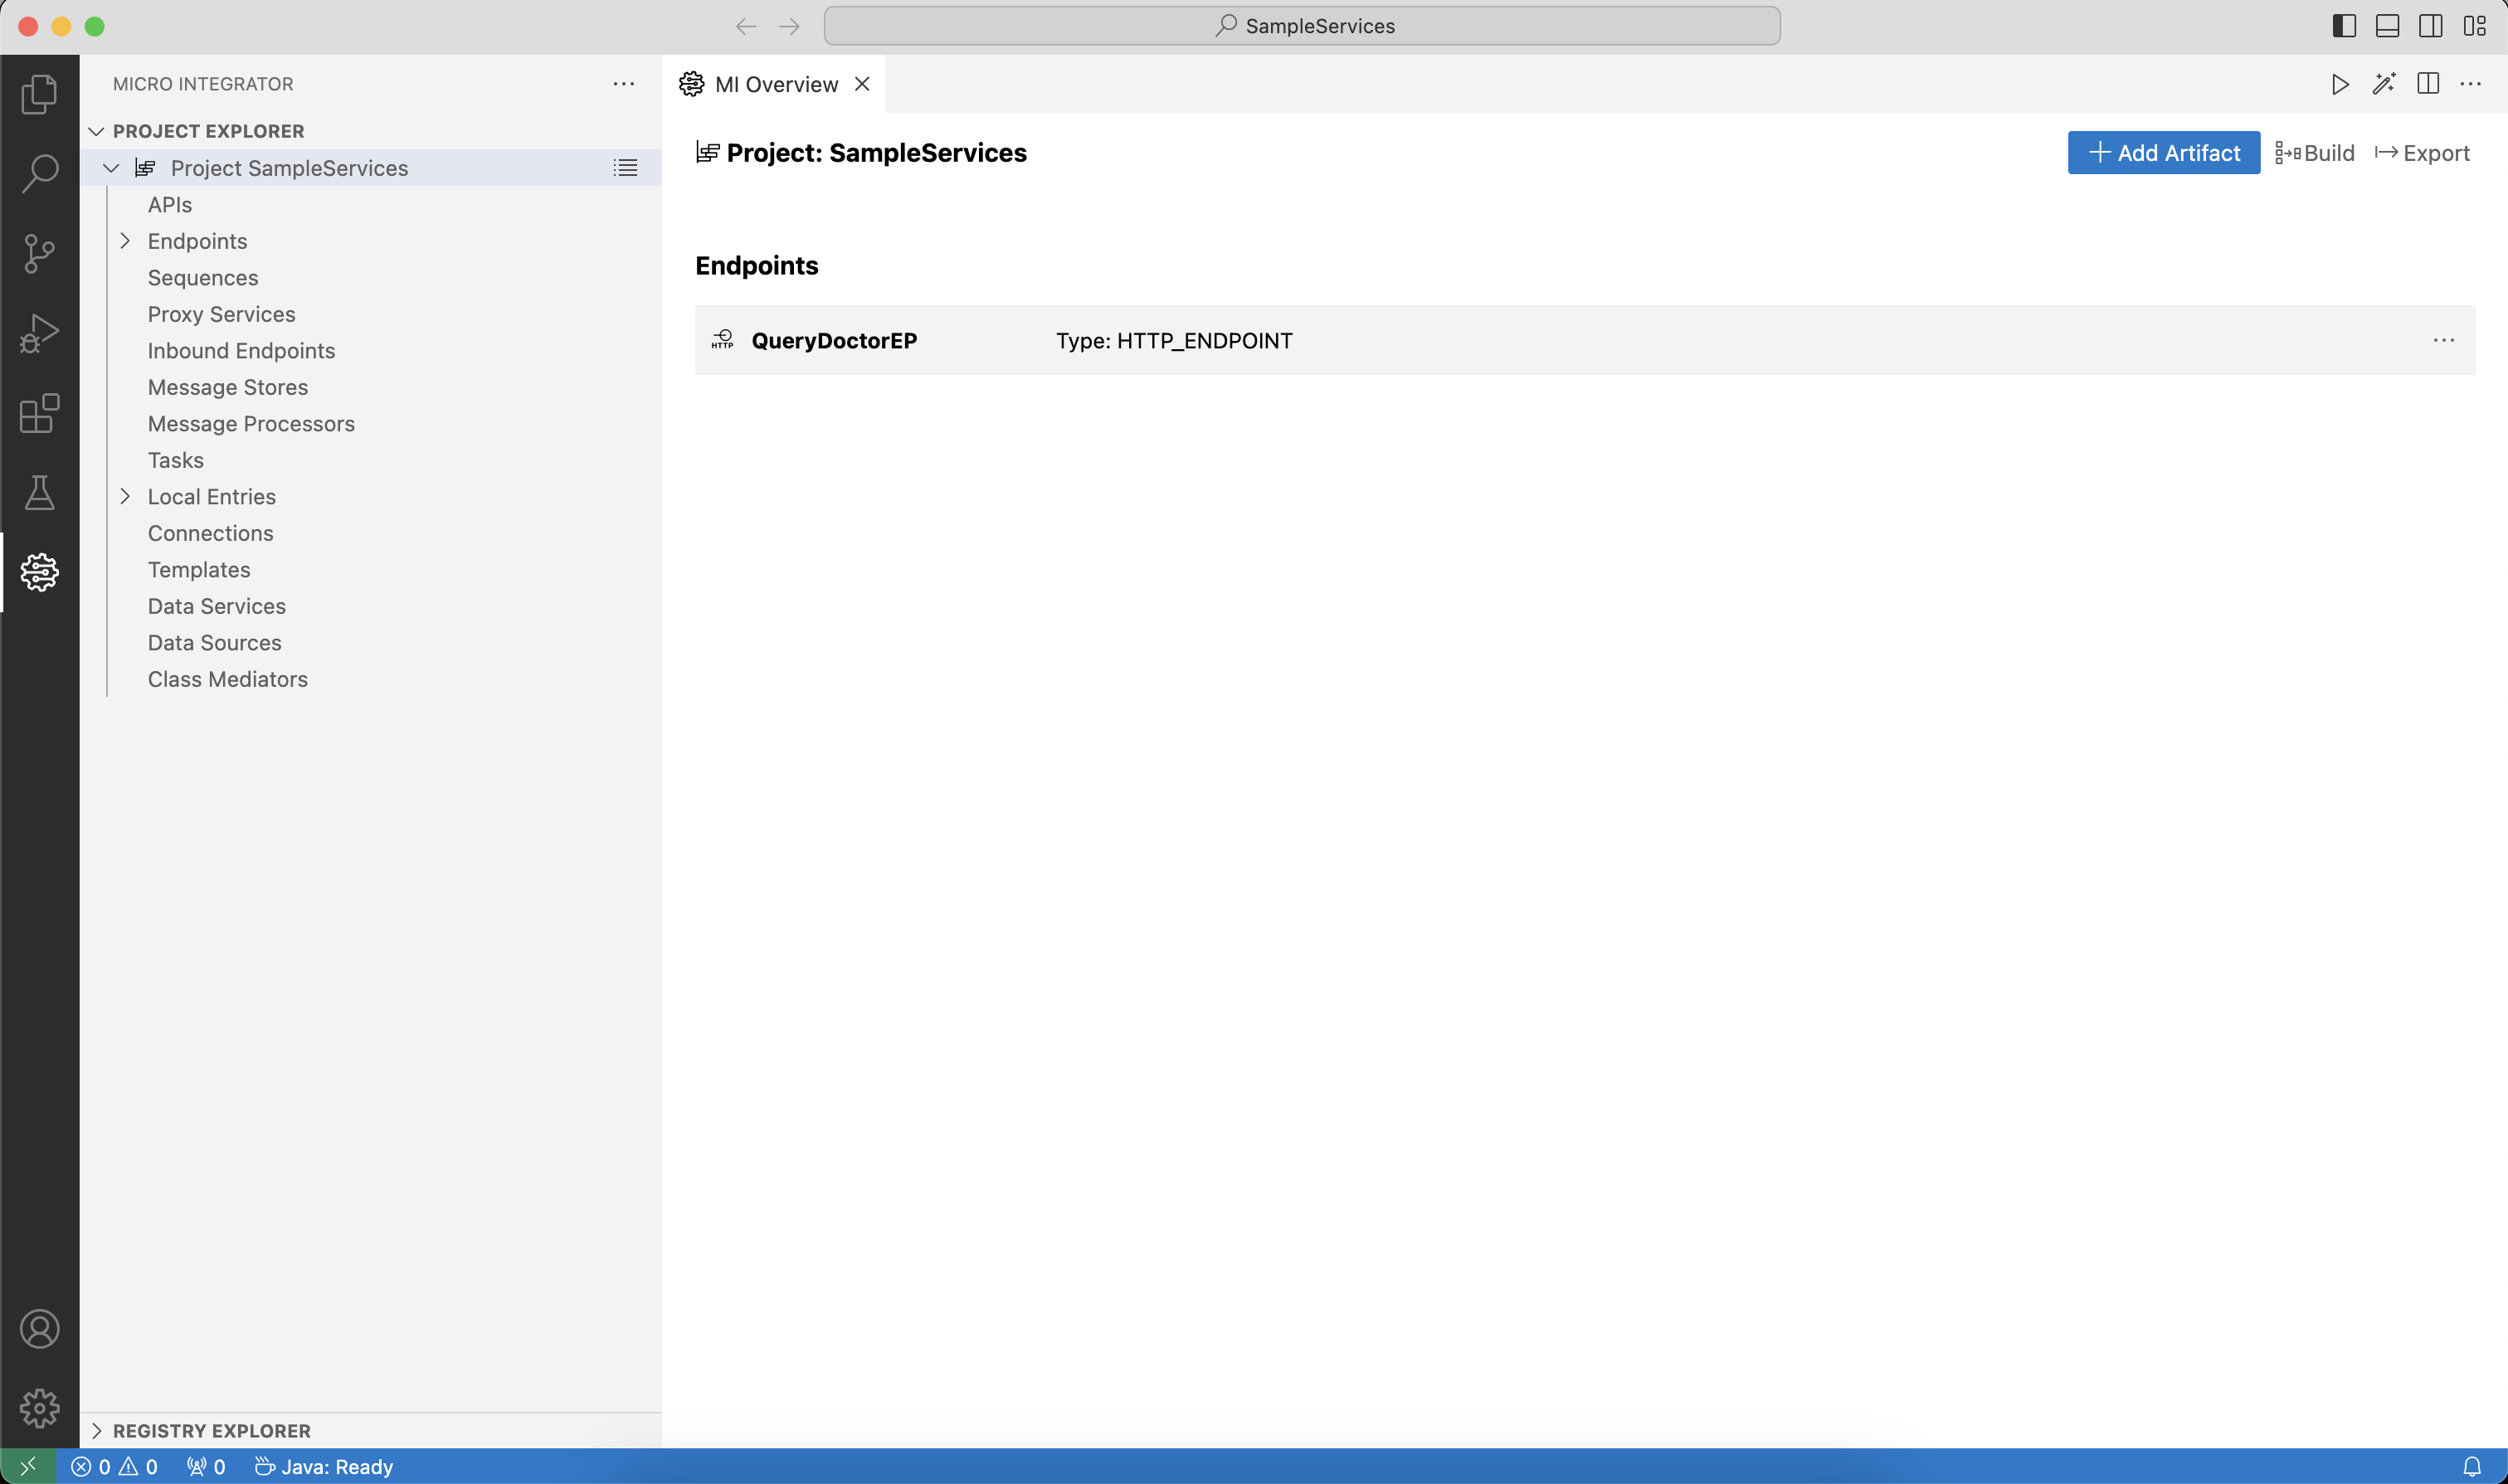 SampleServices
MICRO INTEGRATOR
PROJECT EXPLORER
Project SampleServices
APIs
Endpoints
Sequences
Proxy Services
Inbound Endpoints
Message Stores
Message Processors
Tasks
Local Entries
Connections
Templates
Data Services
Data Sources
Class Mediators
REGISTRY EXPLORER
MI Overview
Project: SampleServices
Add Artifact
Build
Export
Endpoints
HTTP QueryDoctorEP Type: HTTP_ENDPOINT
0 0 0 Java: Ready